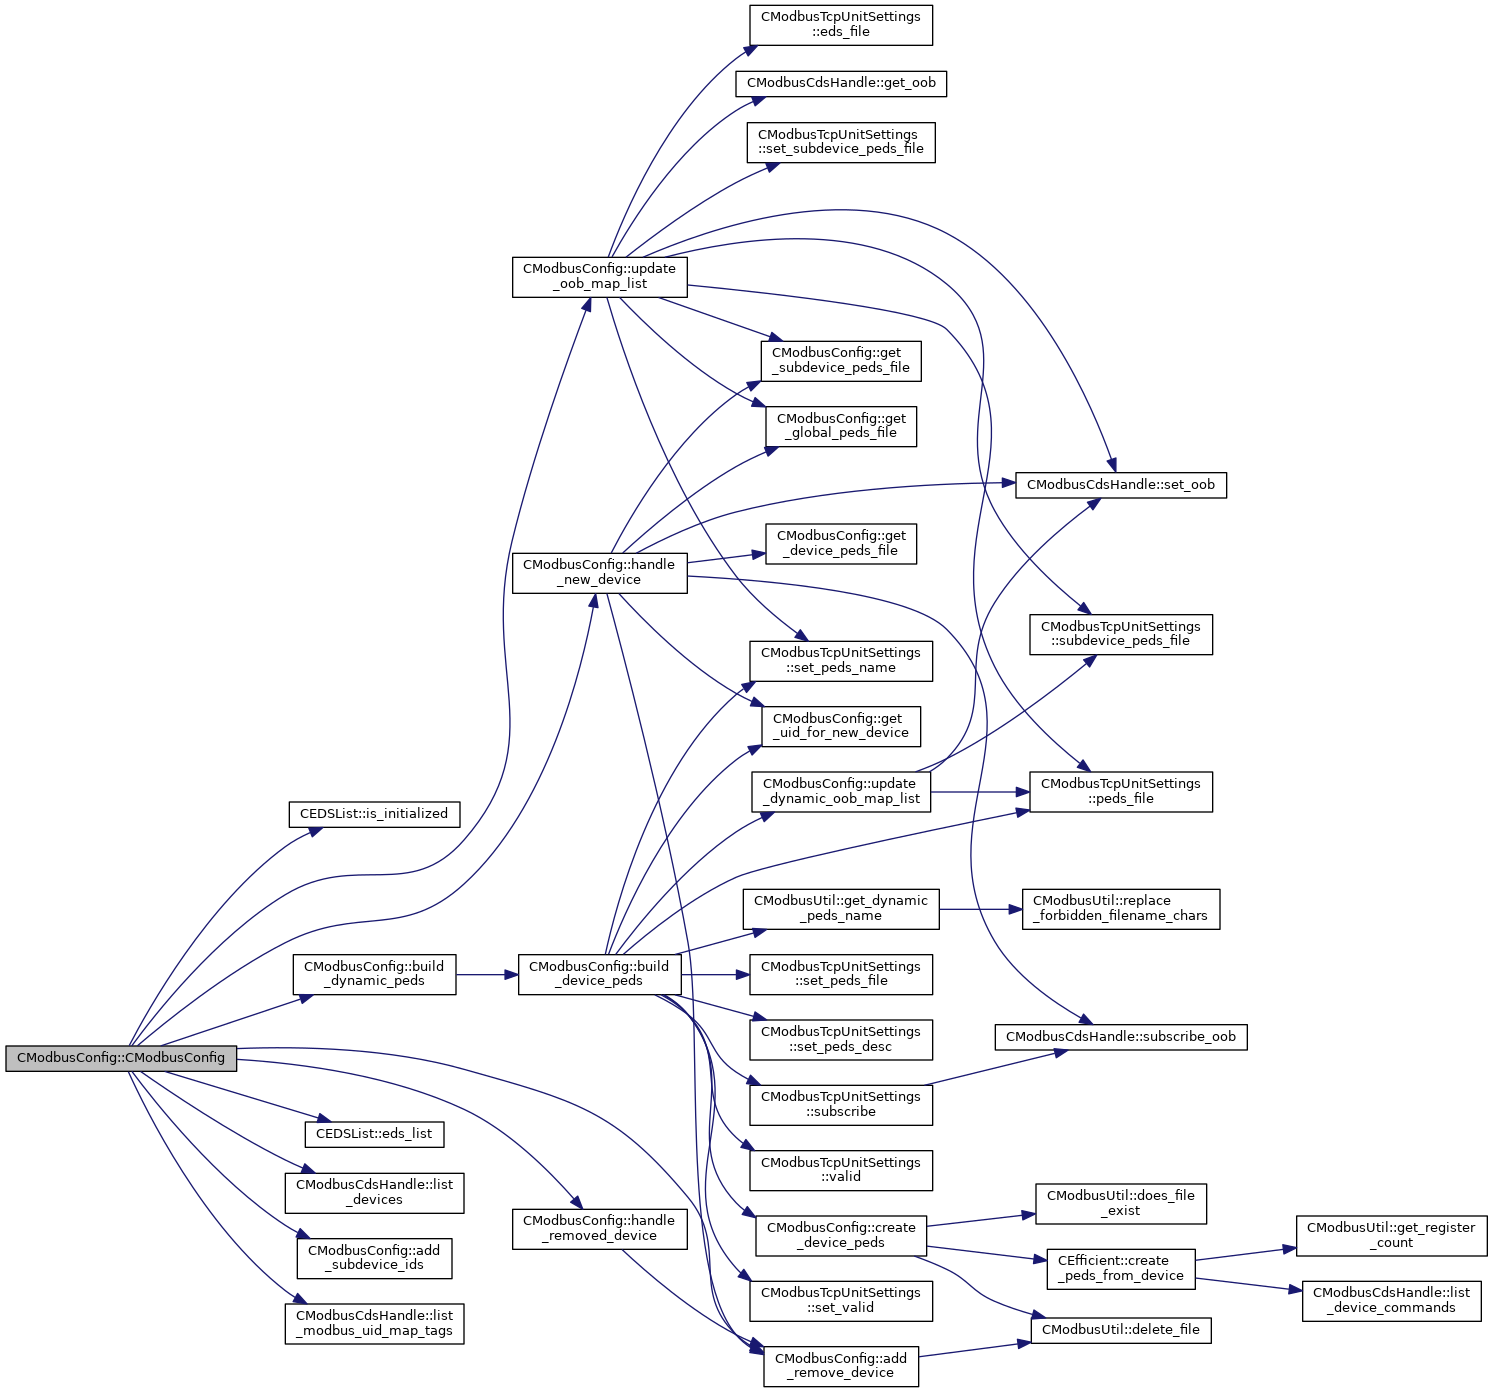 CModbusTcpUnitSettings
::eds_file
CModbusCdsHandle::get_oob
CModbusTcpUnitSettings
::set_subdevice_peds_file
CModbusConfig::update
_oob_map_list
CModbusConfig::get
_subdevice_peds_file
CModbusConfig::get
_global_peds_file
CModbusCdsHandle::set_oob
CModbusConfig::get
_device_peds_file
CModbusConfig::handle
_new_device
CModbusTcpUnitSettings
::subdevice_peds_file
CModbusTcpUnitSettings
::set_peds_name
CModbusConfig::get
_uid_for_new_device
CModbusConfig::update
_dynamic_oob_map_list
CModbusTcpUnitSettings
::peds_file
CEDSList::is_initialized
CModbusUtil::get_dynamic
_peds_name
CModbusUtil::replace
_forbidden_filename_chars
CModbusConfig::build
_dynamic_peds
CModbusConfig::build
_device_peds
CModbusTcpUnitSettings
::set_peds_file
CModbusTcpUnitSettings
::set_peds_desc
CModbusCdsHandle::subscribe_oob
CModbusConfig::CModbusConfig
CModbusTcpUnitSettings
::subscribe
CEDSList::eds_list
CModbusTcpUnitSettings
::valid
CModbusCdsHandle::list
_devices
CModbusUtil::does_file
_exist
CModbusConfig::handle
_removed_device
CModbusConfig::create
_device_peds
CModbusUtil::get_register
_count
CModbusConfig::add
_subdevice_ids
CEfficient::create
_peds_from_device
CModbusTcpUnitSettings
::set_valid
CModbusCdsHandle::list
_device_commands
CModbusCdsHandle::list
_modbus_uid_map_tags
CModbusUtil::delete_file
CModbusConfig::add
_remove_device